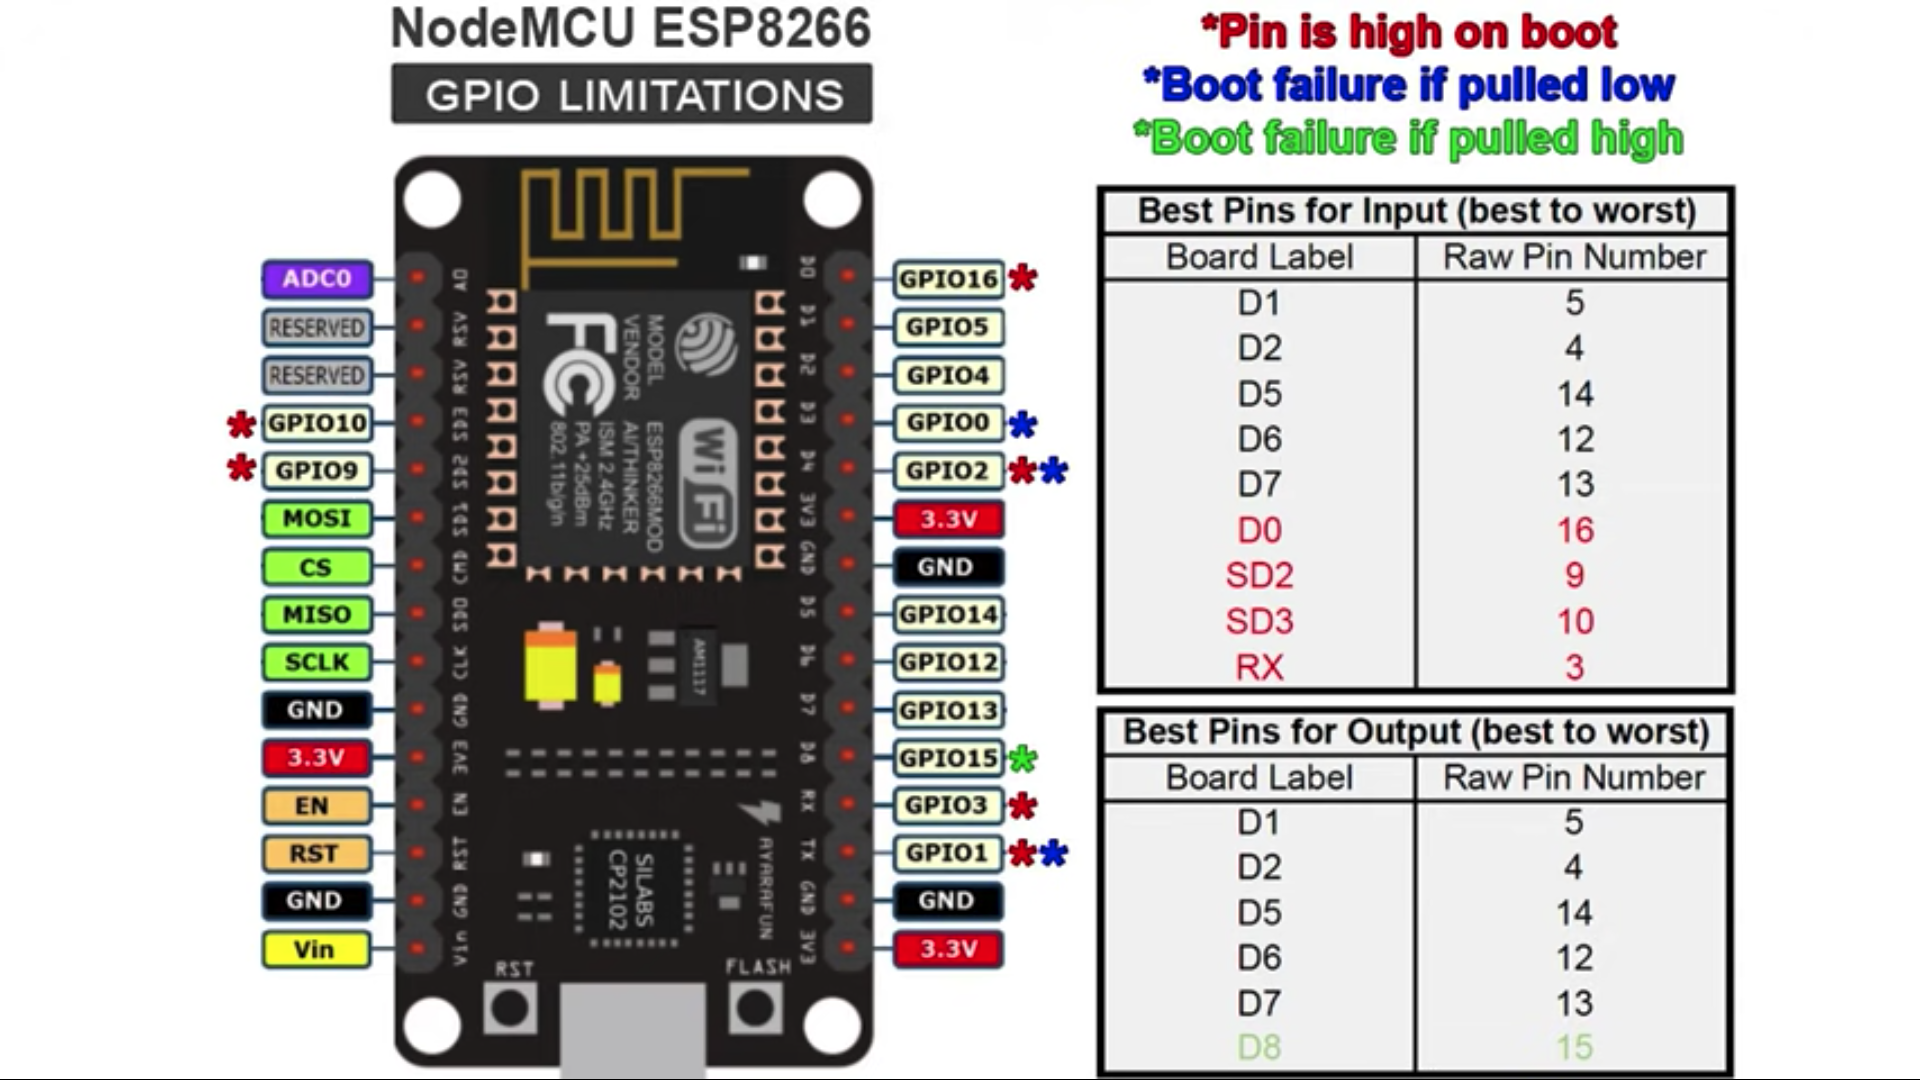 NodeMCU ESP8266
GPIO LIMITATIONS
*Pin is high on boot
*Boot failure if pulled low
*Boot failure if pulled high
ADC0
RESERVED
RESERVED
* GPIO10
* GPIO9
MOSI
CS
MISO
SCLK
GND
3.3V
EN
RST
GND
Vin
A0
RSV
RSV
SD3
SD2
SD1
CMD
SD0
CLK
GND
3V3
EN
RST
GND
Vin
FCC
MODEL
VENDOR
ESP8266MOD
AI/THINKER
ISM 2.4GHz
PA +25dBm
802.11b/g/n
WiFi
AM1117
SILABS
CP2102
AYARAFUN
RST
FLASH
D0
D1
D2
D3
D4
3V3
GND
D5
D6
D7
D8
RX
TX
GND
3V3
GPIO16 *
GPIO5
GPIO4
GPIO0 *
GPIO2 **
3.3V
GND
GPIO14
GPIO12
GPIO13
GPIO15 *
GPIO3 *
GPIO1 **
GND
3.3V
Best Pins for Input (best to worst)
Board Label Raw Pin Number
D1 5
D2 4
D5 14
D6 12
D7 13
D0 16
SD2 9
SD3 10
RX 3
Best Pins for Output (best to worst)
Board Label Raw Pin Number
D1 5
D2 4
D5 14
D6 12
D7 13
D8 15